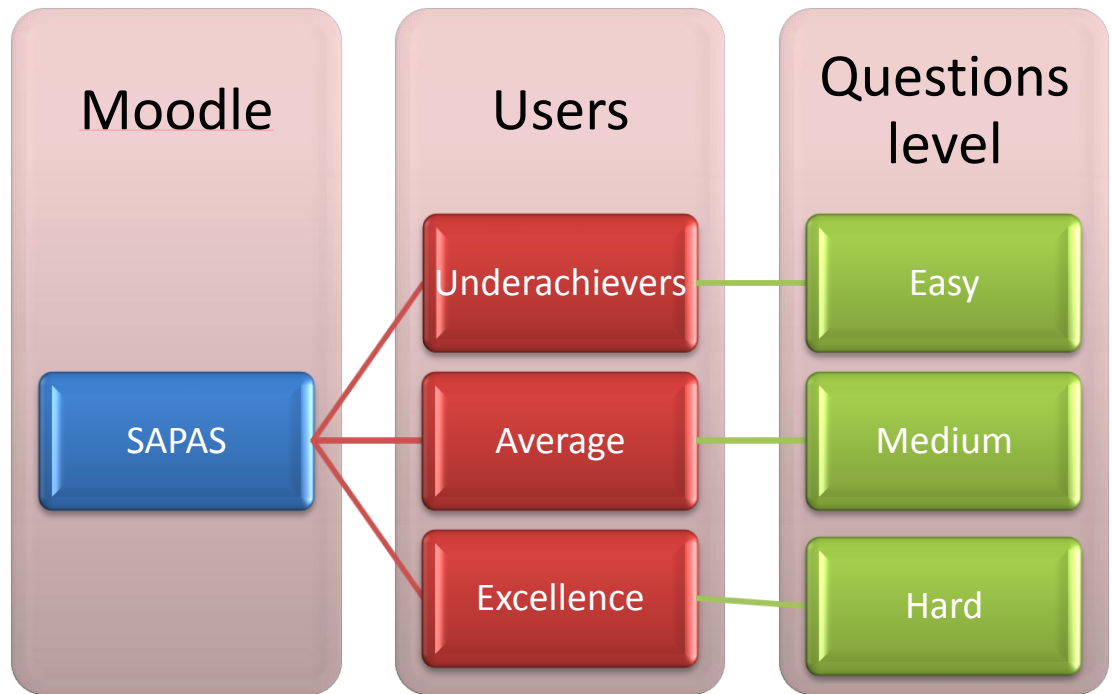 Moodle
SAPAS
Users
Underachievers
Average
Excellence
Questions
level
Easy
Medium
Hard